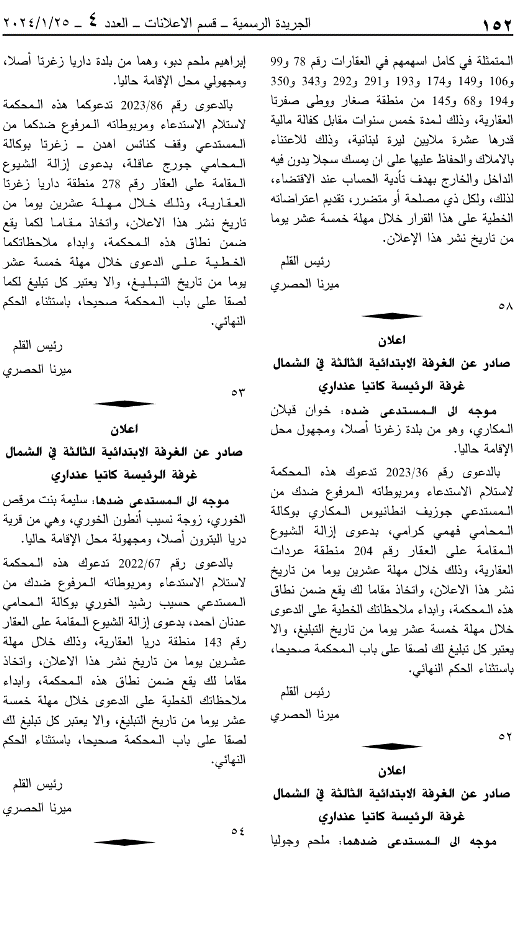 ١٥٢ الجريدة الرسمية ــ قسم الاعلانات ــ العدد ٤ ــ ٢٠٢٤/١/٢٥
المتمثلة في كامل اسهمهم في العقارات رقم 78 و99
و106 و149 و174 و193 و291 و292 و343 و350
و194 و68 و145 من منطقة صغار ووطى صفرتا
العقارية، وذلك لمدة خمس سنوات مقابل كفالة مالية
قدرها عشرة ملايين ليرة لبنانية، وذلك للاعتناء
بالاملاك والحفاظ عليها على ان يمسك سجلا بدون فيه
الداخل والخارج بهدف تأدية الحساب عند الاقتضاء،
لذلك، ولكل ذي مصلحة أو متضرر، تقديم اعتراضاته
الخطية على هذا القرار خلال مهلة خمسة عشر يوما
من تاريخ نشر هذا الإعلان.
رئيس القلم
ميرنا الحصري
٥٨
اعلان
صادر عن الغرفة الابتدائية الثالثة في الشمال
غرفة الرئيسة كاتيا عنداري
موجه الى المستدعى ضده: خوان قبلان
المكاري، وهو من بلدة زغرتا أصلا، ومجهول محل
الإقامة حاليا.
بالدعوى رقم 2023/36 تدعوك هذه المحكمة
لاستلام الاستدعاء ومربوطاته المرفوع ضدك من
المستدعي جوزيف انطانيوس المكاري بوكالة
المحامي فهمي كرامي، بدعوى إزالة الشيوع
المقامة على العقار رقم 204 منطقة عردات
العقارية، وذلك خلال مهلة عشرين يوما من تاريخ
نشر هذا الاعلان، واتخاذ مقاما لك يقع ضمن نطاق
هذه المحكمة، وابداء ملاحظاتك الخطية على الدعوى
خلال مهلة خمسة عشر يوما من تاريخ التبليغ، والا
يعتبر كل تبليغ لك لصقا على باب المحكمة صحيحا،
باستثناء الحكم النهائي.
رئيس القلم
ميرنا الحصري
٥٢
اعلان
صادر عن الغرفة الابتدائية الثالثة في الشمال
غرفة الرئيسة كاتيا عنداري
موجه الى المستدعى ضدهما: ملحم وجوليا
إبراهيم ملحم دبو، وهما من بلدة داريا زغرتا أصلا،
ومجهولي محل الإقامة حاليا.
بالدعوى رقم 2023/86 تدعوكما هذه المحكمة
لاستلام الاستدعاء ومربوطاته المرفوع ضدكما من
المستدعي وقف كنائس اهدن ــ زغرتا بوكالة
المحامي جورج عاقلة، بدعوى إزالة الشيوع
المقامة على العقار رقم 278 منطقة داريا زغرتا
العقارية، وذلك خلال مهلة عشرين يوما من
تاريخ نشر هذا الاعلان، واتخاذ مقاما لكما يقع
ضمن نطاق هذه المحكمة، وابداء ملاحظاتكما
الخطية على الدعوى خلال مهلة خمسة عشر
يوما من تاريخ التبليغ، والا يعتبر كل تبليغ لكما
لصقا على باب المحكمة صحيحا، باستثناء الحكم
النهائي.
رئيس القلم
ميرنا الحصري
٥٣
اعلان
صادر عن الغرفة الابتدائية الثالثة في الشمال
غرفة الرئيسة كاتيا عنداري
موجه الى المستدعى ضدها: سليمة بنت مرقص
الخوري، زوجة نسيب أنطون الخوري، وهي من قرية
دريا البترون أصلا، ومجهولة محل الإقامة حاليا.
بالدعوى رقم 2022/67 تدعوك هذه المحكمة
لاستلام الاستدعاء ومربوطاته المرفوع ضدك من
المستدعي حسيب رشيد الخوري بوكالة المحامي
عدنان احمد، بدعوى إزالة الشيوع المقامة على العقار
رقم 143 منطقة دريا العقارية، وذلك خلال مهلة
عشرين يوما من تاريخ نشر هذا الاعلان، واتخاذ
مقاما لك يقع ضمن نطاق هذه المحكمة، وابداء
ملاحظاتك الخطية على الدعوى خلال مهلة خمسة
عشر يوما من تاريخ التبليغ، والا يعتبر كل تبليغ لك
لصقا على باب المحكمة صحيحا، باستثناء الحكم
النهائي.
رئيس القلم
ميرنا الحصري
٥٤